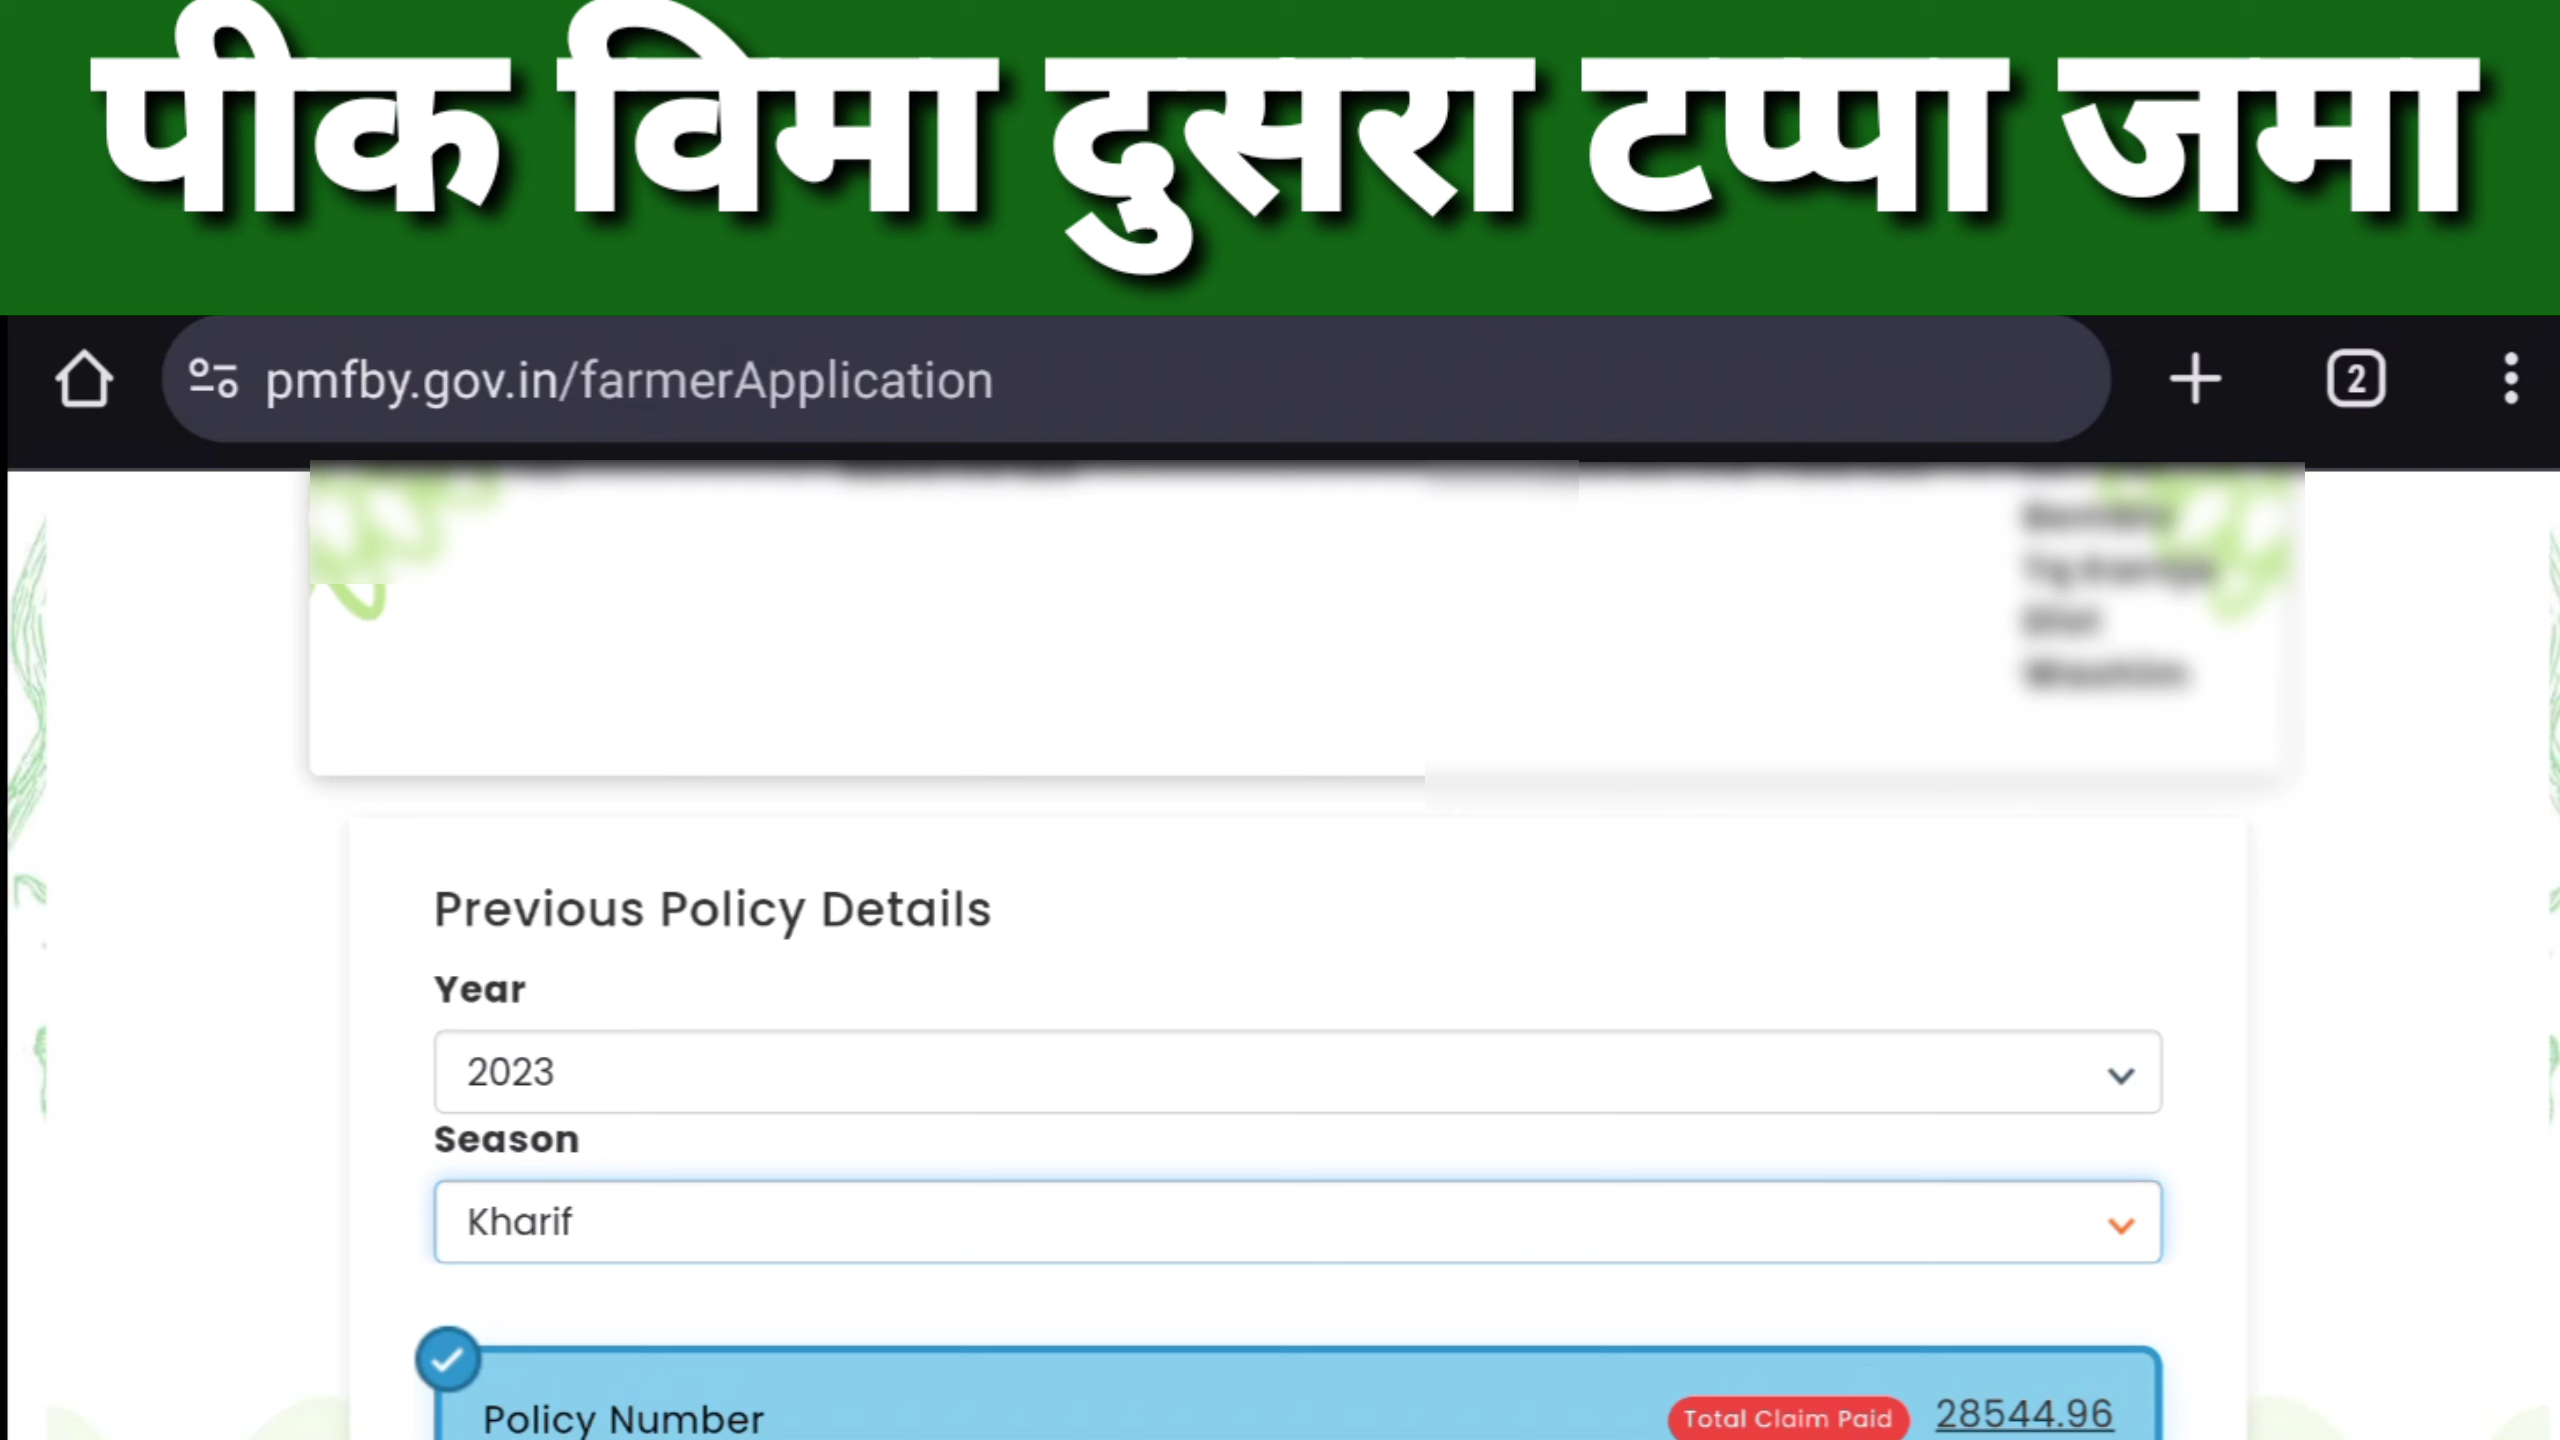 पीक विमा दुसरा टप्पा जमा
pmfby.gov.in/farmerApplication
2
Previous Policy Details
Year
2023
Season
Kharif
Policy Number
Total Claim Paid 28544.96